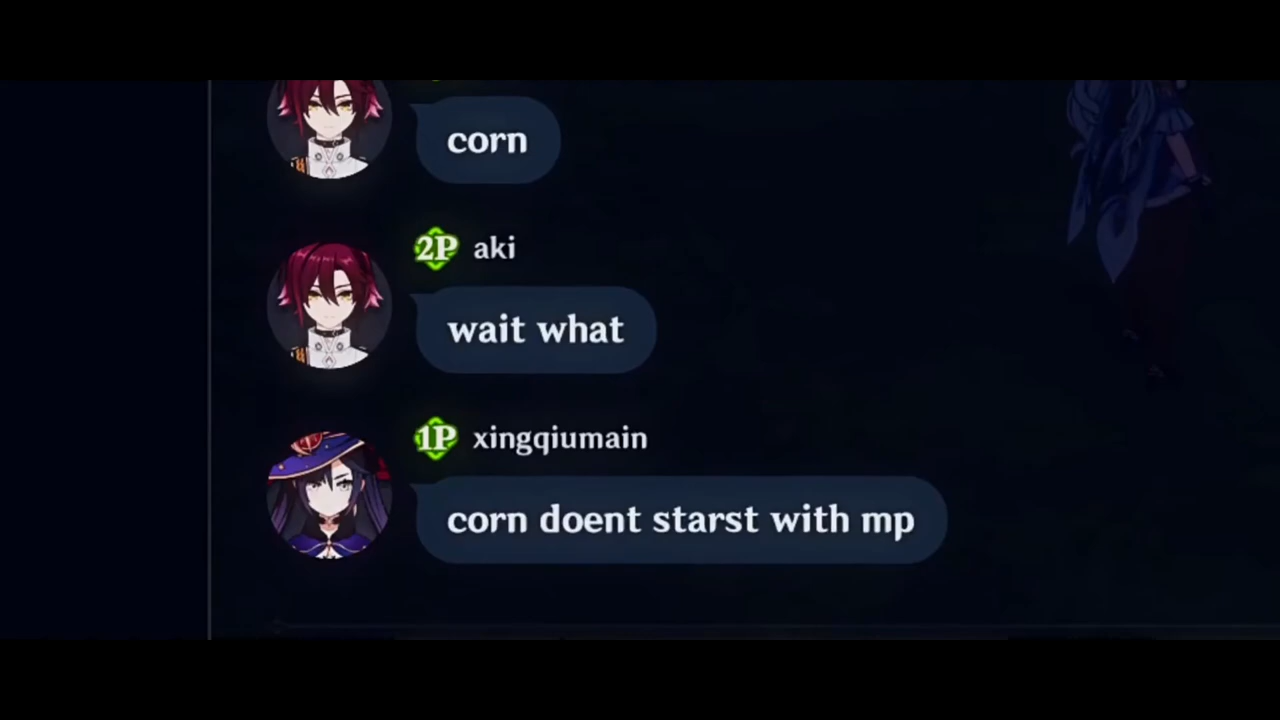 corn
2P aki
wait what
1P xingqiumain
corn doent starst with mp